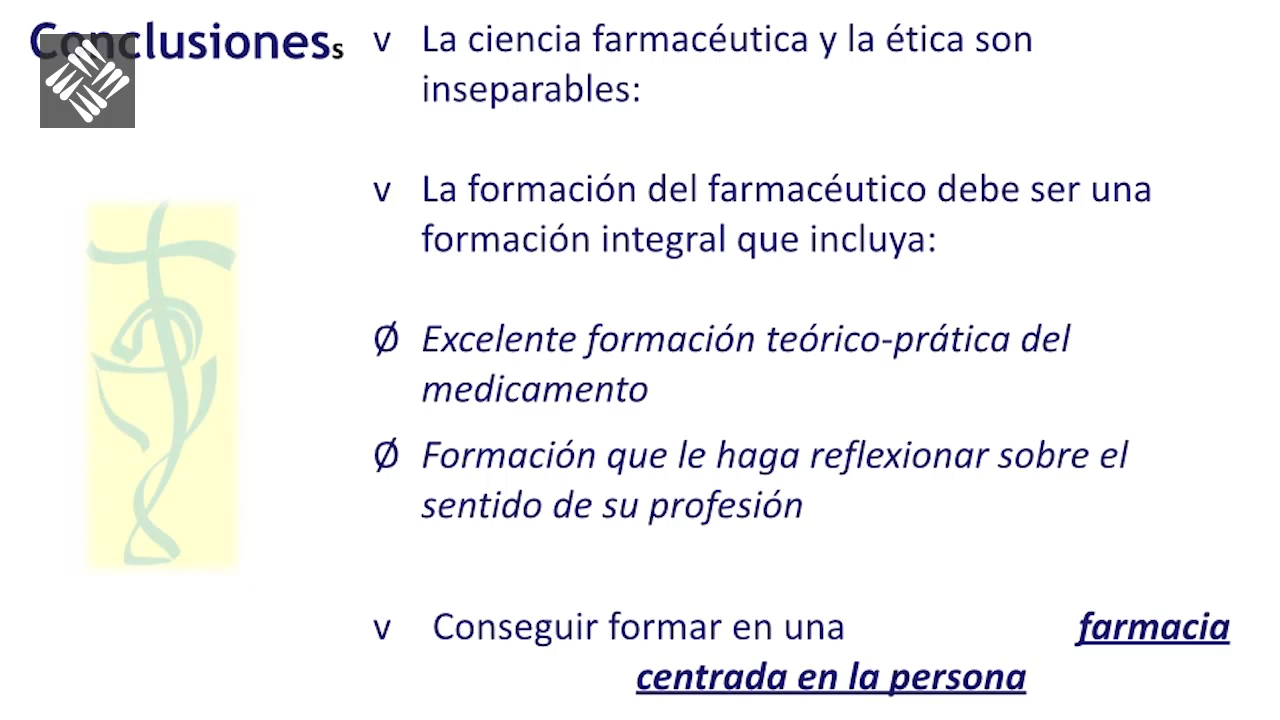 Conclusioness
v La ciencia farmacéutica y la ética son
inseparables:
v La formación del farmacéutico debe ser una
formación integral que incluya:
Ø Excelente formación teórico-prática del
medicamento
Ø Formación que le haga reflexionar sobre el
sentido de su profesión
v Conseguir formar en una farmacia
centrada en la persona